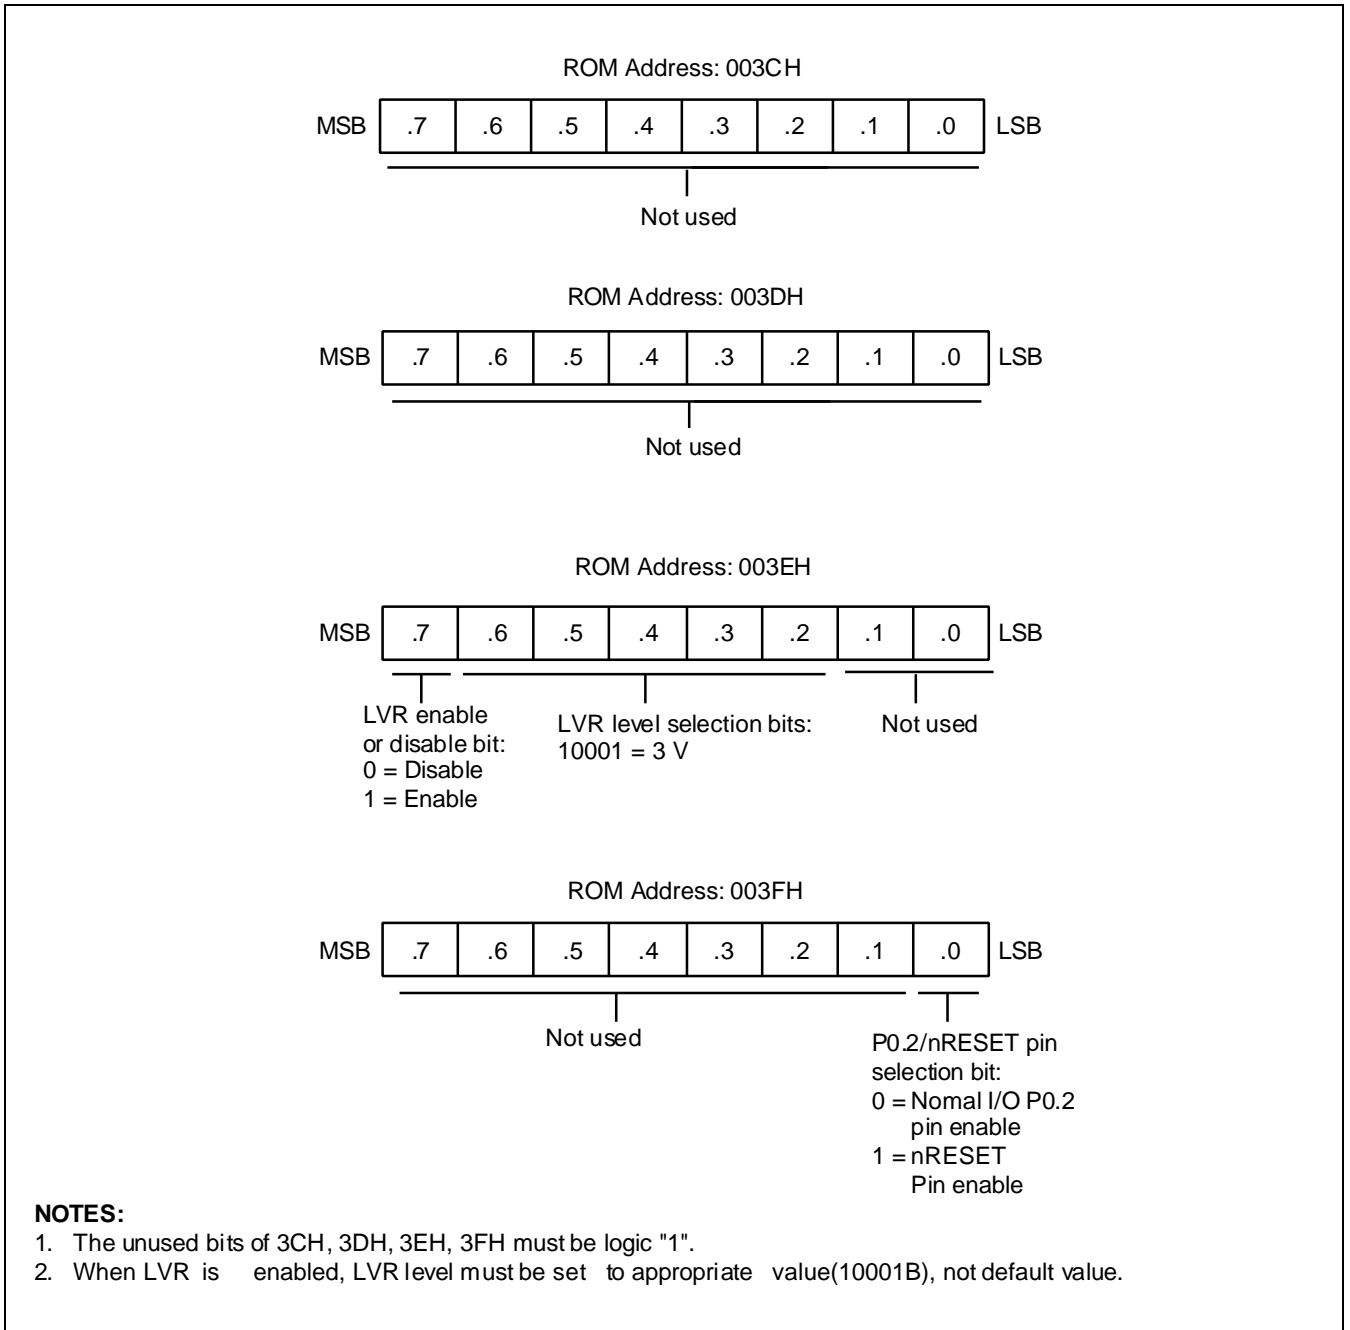 ROM Address: 003CH
MSB .7 .6 .5 .4 .3 .2 .1 .0 LSB
Not used
ROM Address: 003DH
MSB .7 .6 .5 .4 .3 .2 .1 .0 LSB
Not used
ROM Address: 003EH
MSB .7 .6 .5 .4 .3 .2 .1 .0 LSB
LVR enable
or disable bit:
0 = Disable
1 = Enable
LVR level selection bits:
10001 = 3 V
Not used
ROM Address: 003FH
MSB .7 .6 .5 .4 .3 .2 .1 .0 LSB
Not used
P0.2/nRESET pin
selection bit:
0 = Nomal I/O P0.2
pin enable
1 = nRESET
Pin enable
NOTES:
1. The unused bits of 3CH, 3DH, 3EH, 3FH must be logic "1".
2. When LVR is enabled, LVR level must be set to appropriate value(10001B), not default value.